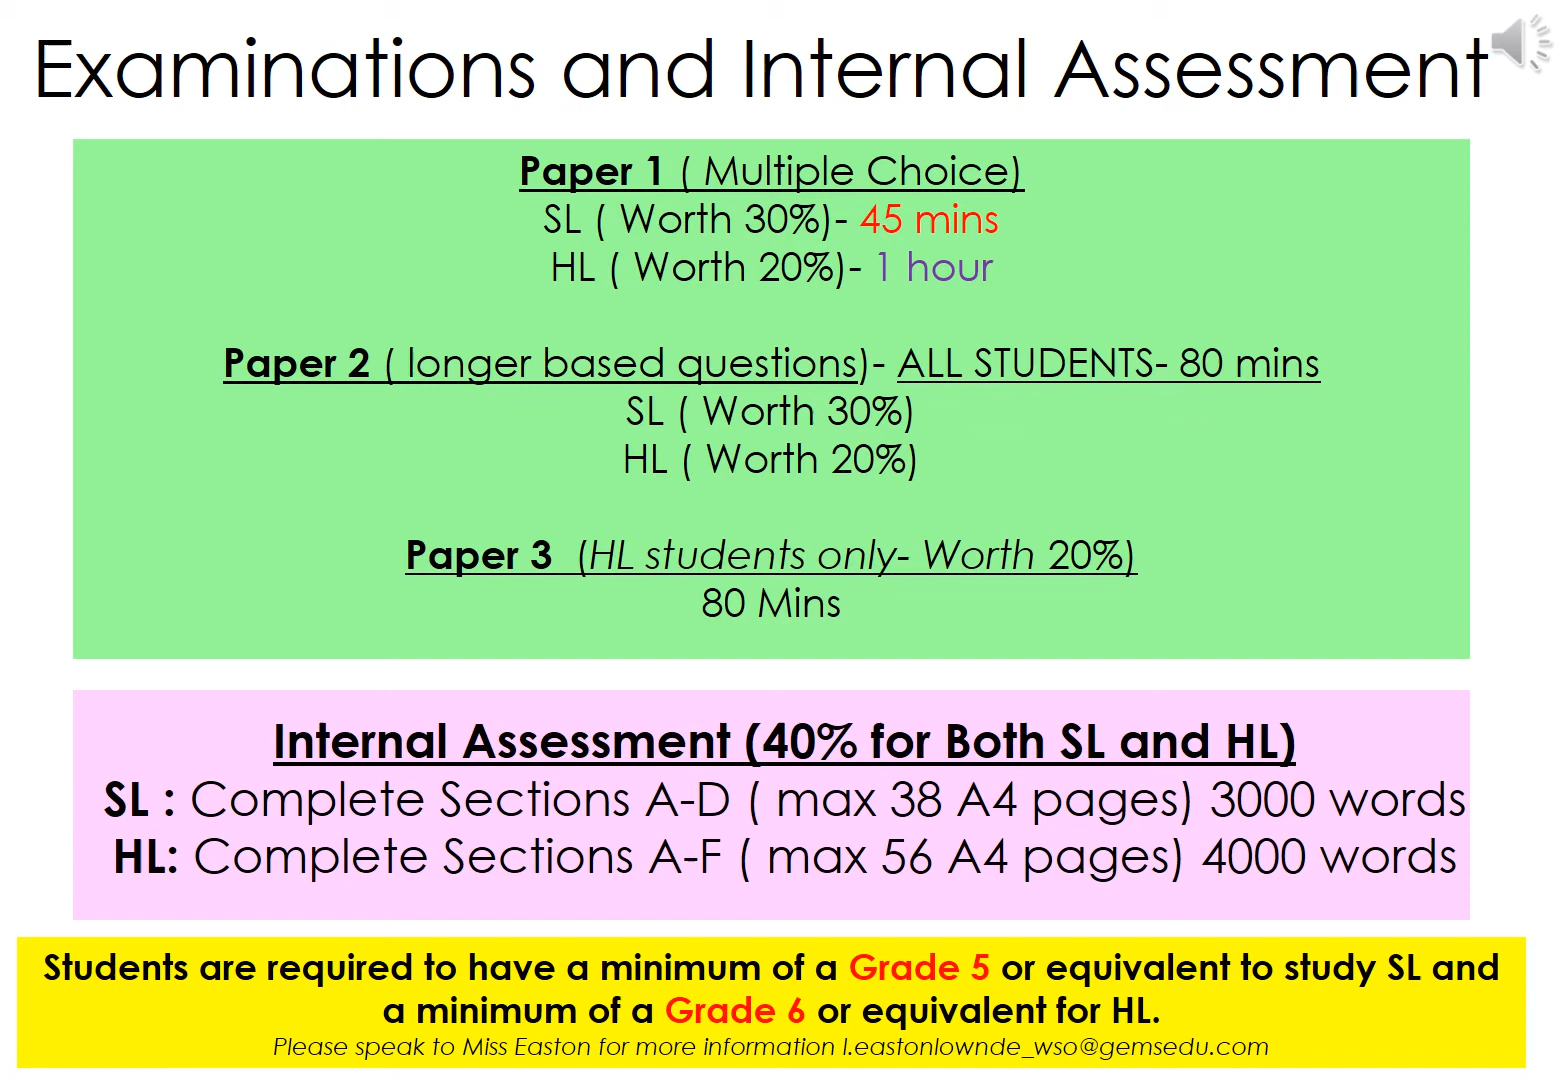 Examinations and Internal Assessment
Paper 1 ( Multiple Choice)
SL ( Worth 30%)- 45 mins
HL ( Worth 20%)- 1 hour
Paper 2 ( longer based questions)- ALL STUDENTS- 80 mins
SL ( Worth 30%)
HL ( Worth 20%)
Paper 3 (HL students only- Worth 20%)
80 Mins
Internal Assessment (40% for Both SL and HL)
SL : Complete Sections A-D ( max 38 A4 pages) 3000 words
HL: Complete Sections A-F ( max 56 A4 pages) 4000 words
Students are required to have a minimum of a Grade 5 or equivalent to study SL and
a minimum of a Grade 6 or equivalent for HL.
Please speak to Miss Easton for more information l.eastonlownde_wso@gemsedu.com